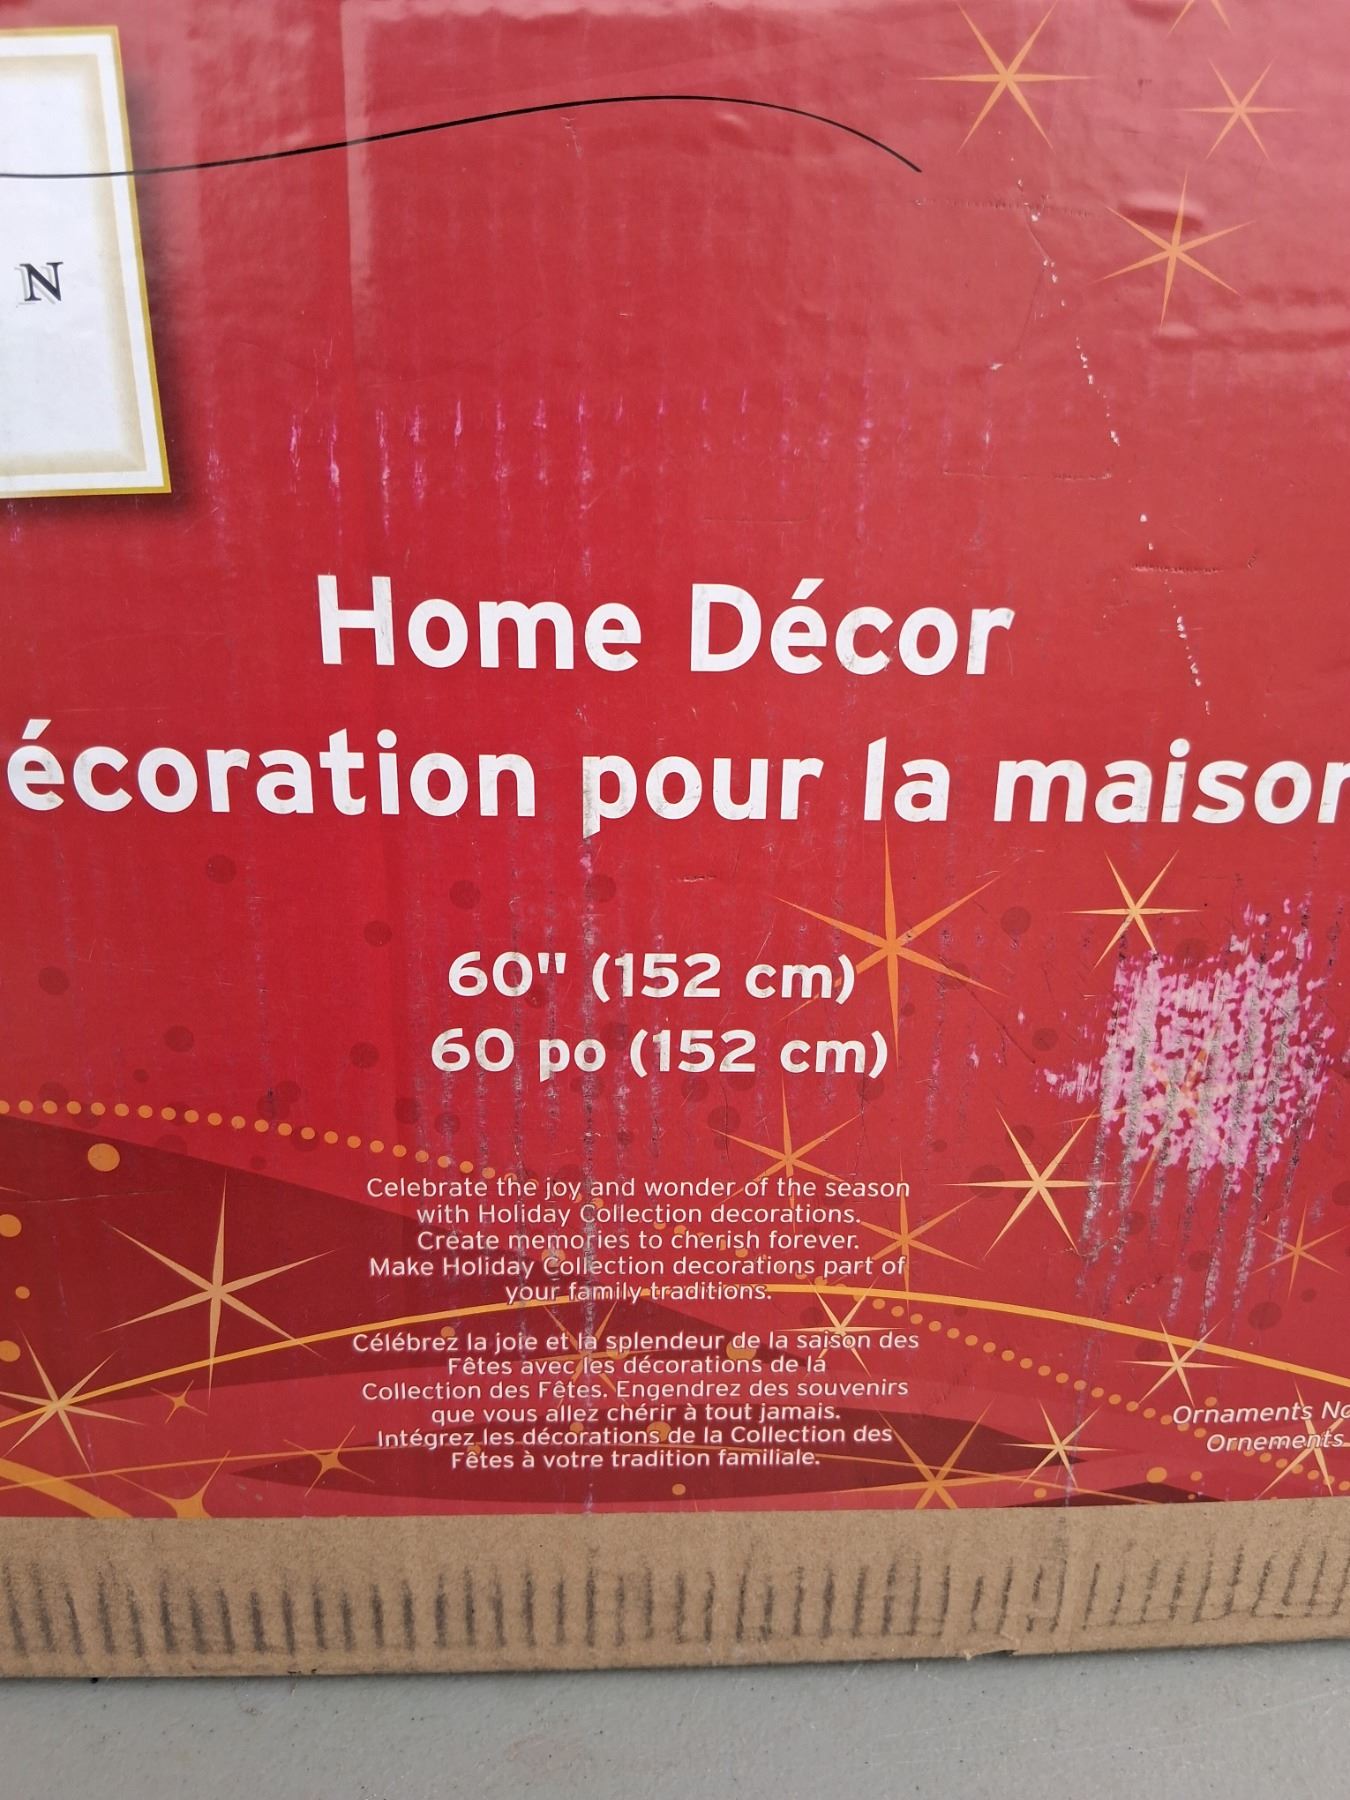 N
Home Décor
écoration pour la maison
60" (152 cm)
60 po (152 cm)
Celebrate the joy and wonder of the season
with Holiday Collection decorations.
Create memories to cherish forever.
Make Holiday Collection decorations part of
your family traditions.
Célébrez la joie et la splendeur de la saison des
Fêtes avec les décorations de la
Collection des Fêtes. Engendrez des souvenirs
que vous allez chérir à tout jamais.
Intégrez les décorations de la Collection des
Fêtes à votre tradition familiale.
Ornaments
Ornements